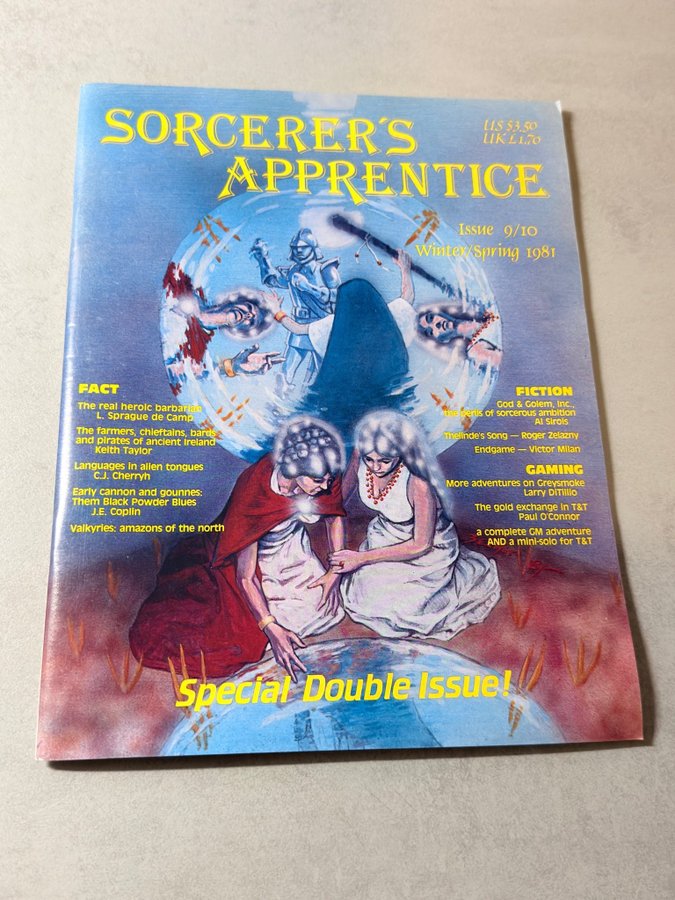 SORCERER'S
APPRENTICE
US $3.50
UK £1.70
Issue 9/10
Winter/Spring 1981
FACT
The real heroic barbarian
L. Sprague de Camp
The farmers, chieftains, bards
and pirates of ancient Ireland
Keith Taylor
Languages in alien tongues
C.J. Cherryh
Early cannon and gounnes:
Them Black Powder Blues
J.E. Coplin
Valkyries: amazons of the north
FICTION
God & Golem, Inc.,
the perils of sorcerous ambition
Al Sirois
Thelinde's Song — Roger Zelazny
Endgame — Victor Milan
GAMING
More adventures on Greysmoke
Larry DiTillio
The gold exchange in T&T
Paul O'Connor
a complete GM adventure
AND a mini-solo for T&T
Special Double Issue!